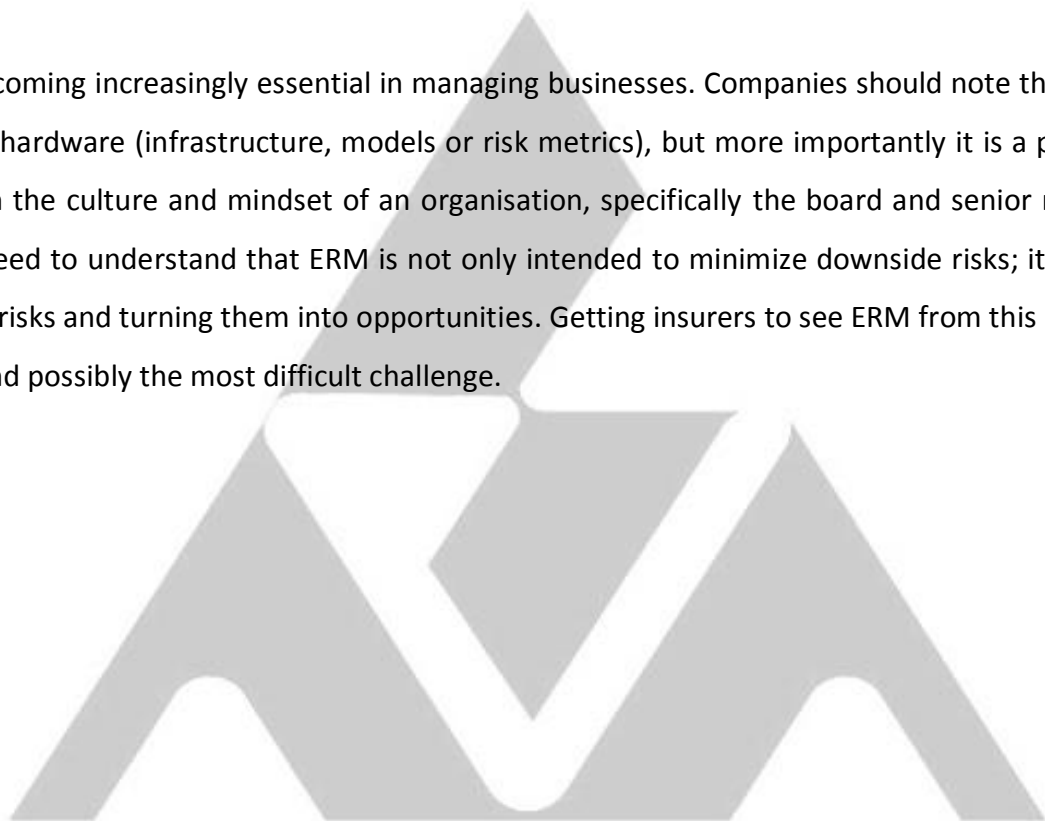 coming increasingly essential in managing businesses. Companies should note th
hardware (infrastructure, models or risk metrics), but more importantly it is a p
the culture and mindset of an organisation, specifically the board and senior
eed to understand that ERM is not only intended to minimize downside risks; it
risks and turning them into opportunities. Getting insurers to see ERM from this
nd possibly the most difficult challenge.